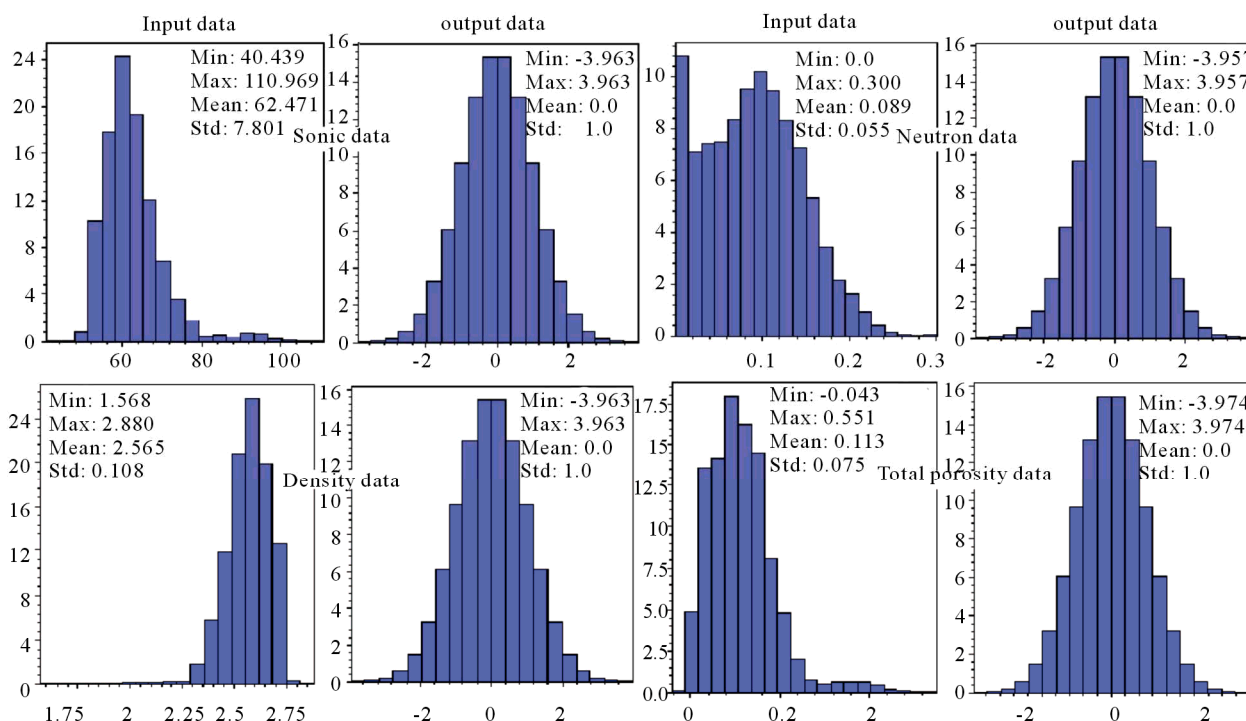 Input data
output data
Input data
output data
Min: 40.439
Max: 110.969
Mean: 62.471
Std: 7.801
Min: -3.963
Max: 3.963
Mean: 0.0
Std: 1.0
Min: 0.0
Max: 0.300
Mean: 0.089
Std: 0.055
Min: -3.957
Max: 3.957
Mean: 0.0
Std: 1.0
Sonic data
Neutron data
24
20
16
12
8
4
0
60 80 100
16
14
12
10
8
6
4
2
0
-2 0 2
10
8
6
4
2
0
0.1 0.2 0.3
16
14
12
10
8
6
4
2
0
-2 0 2
Min: 1.568
Max: 2.880
Mean: 2.565
Std: 0.108
Min: -3.963
Max: 3.963
Mean: 0.0
Std: 1.0
Min: -0.043
Max: 0.551
Mean: 0.113
Std: 0.075
Min: -3.974
Max: 3.974
Mean: 0.0
Std: 1.0
Density data
Total porosity data
24
20
16
12
8
4
0
1.75 2 2.25 2.5 2.75
16
14
12
10
8
6
4
2
0
-2 0 2
17.5
15.0
12.5
10.0
7.5
5.0
2.5
0.0
0 0.2 2
16
14
12
10
8
6
4
2
0
-2 0 2